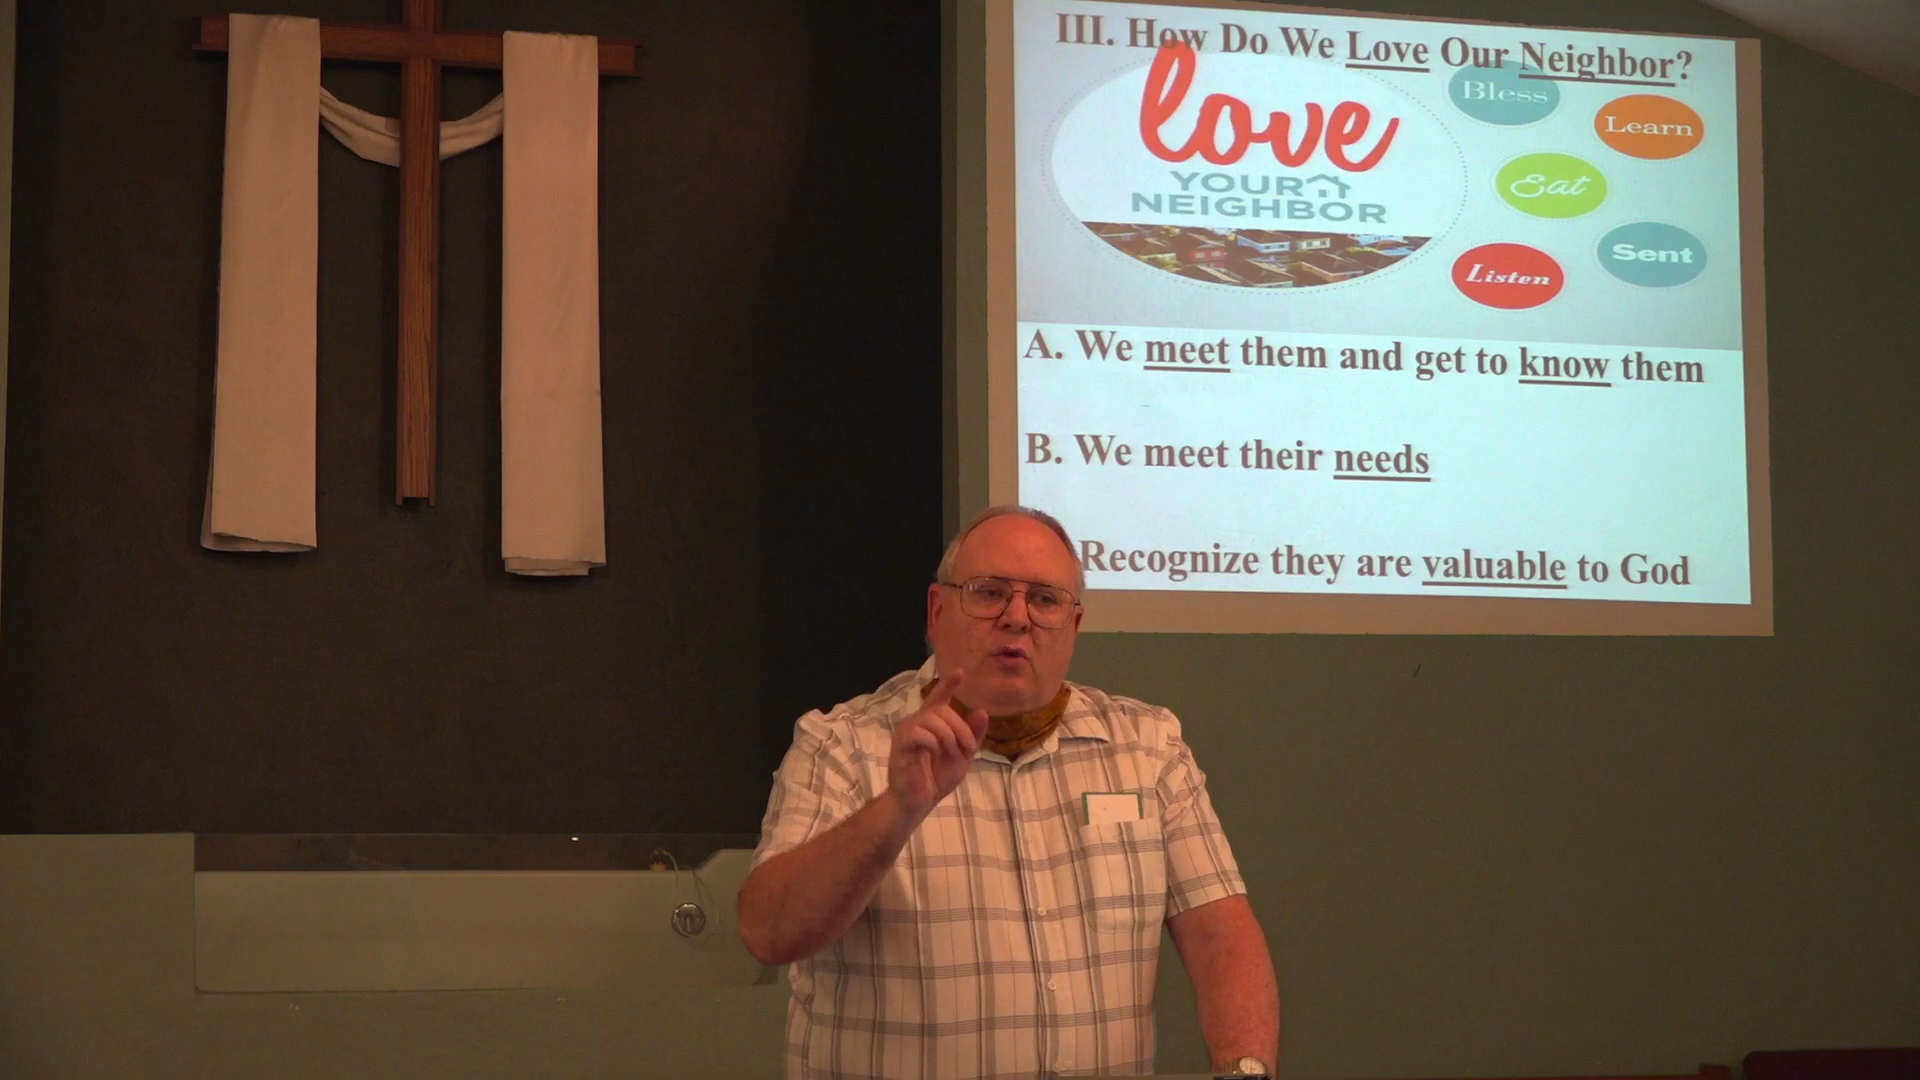 III. How Do We Love Our Neighbor?
love
YOUR
NEIGHBOR
Bless
Learn
Eat
Sent
Listen
A. We meet them and get to know them
B. We meet their needs
Recognize they are valuable to God